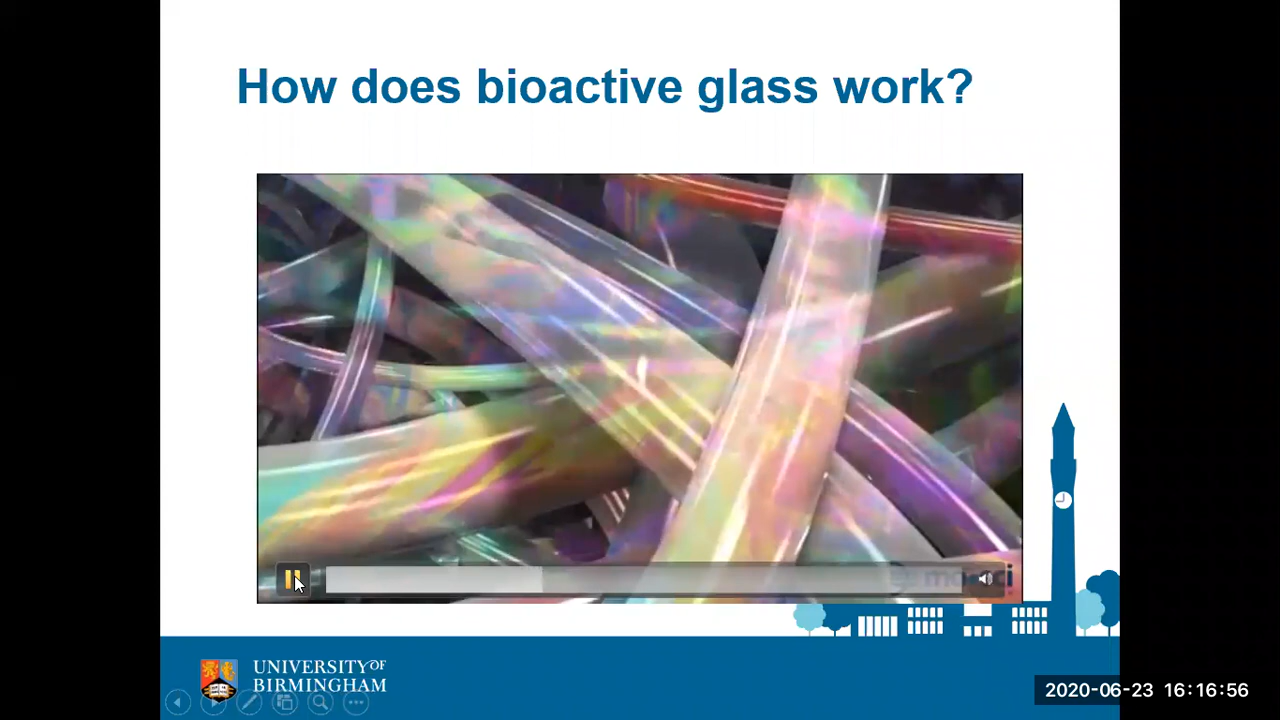 How does bioactive glass work?
UNIVERSITY OF
BIRMINGHAM
2020-06-23 16:16:56